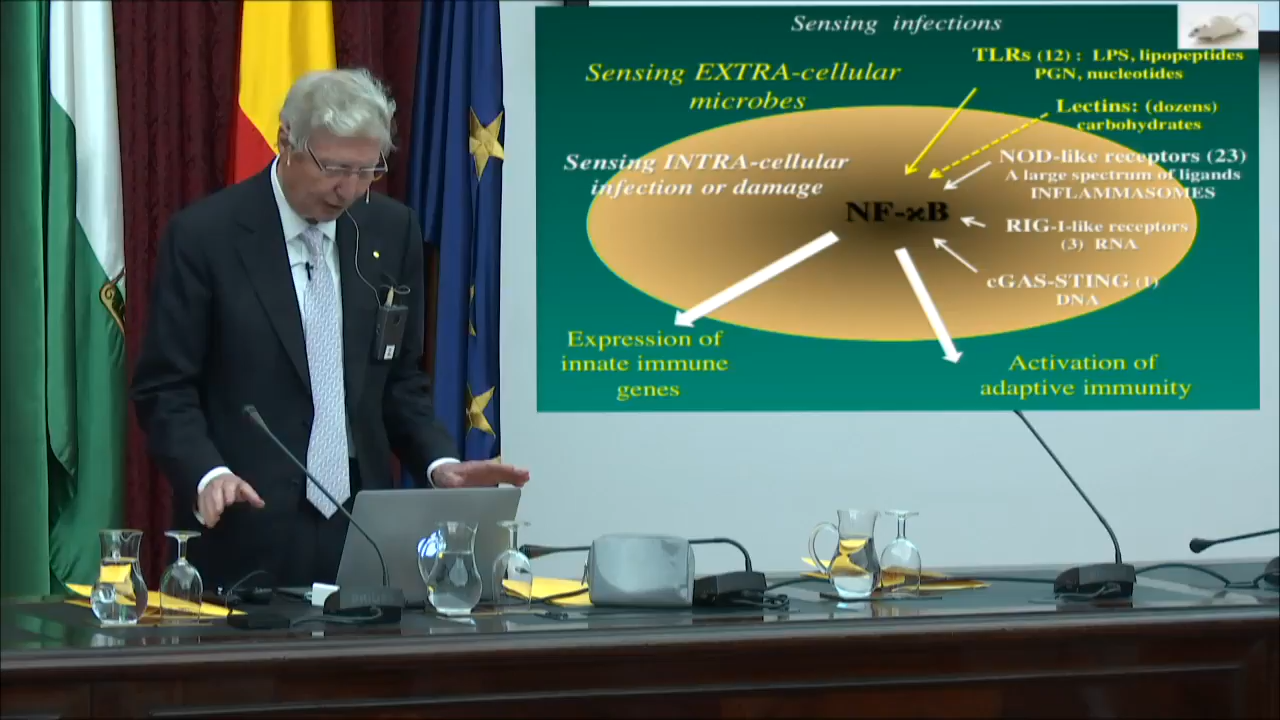 Sensing infections
TLRs (12) : LPS, lipopeptides
PGN, nucleotides
Sensing EXTRA-cellular
microbes
Lectins: (dozens)
carbohydrates
Sensing INTRA-cellular
infection or damage
NOD-like receptors (23)
A large spectrum of ligands
INFLAMMASOMES
NF-κB
RIG-I-like receptors
(3) RNA
cGAS-STING (1)
DNA
Expression of
innate immune
genes
Activation of
adaptive immunity